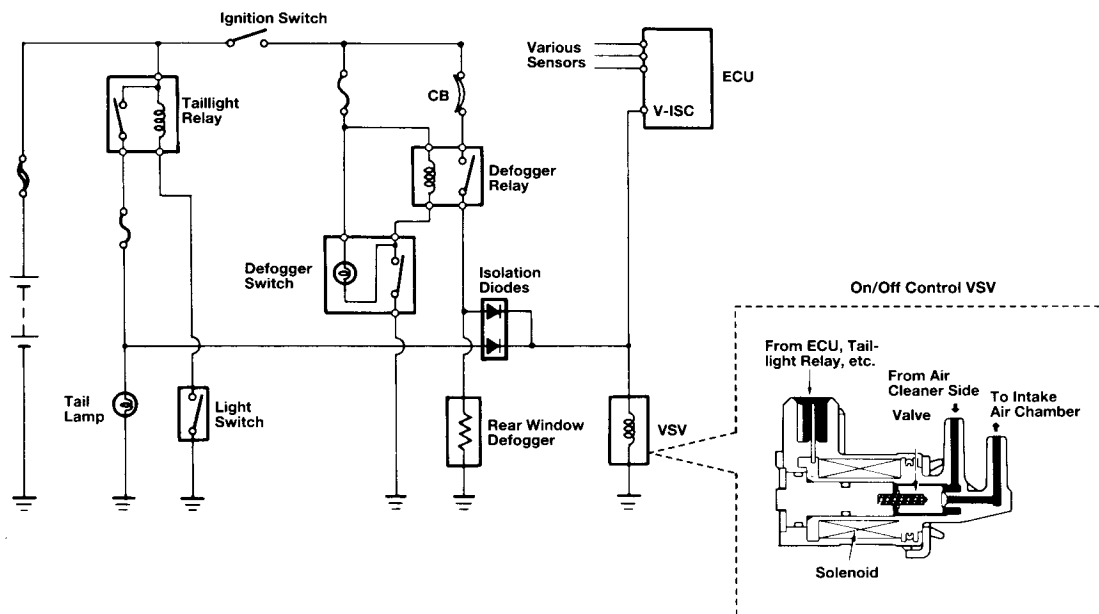 Ignition Switch
Various
Sensors
ECU
V-ISC
Taillight
Relay
CB
Defogger
Relay
Defogger
Switch
Isolation
Diodes
On/Off Control VSV
From ECU, Tail-
light Relay, etc.
From Air
Cleaner Side
Valve
To Intake
Air Chamber
Tail
Lamp
Light
Switch
Rear Window
Defogger
VSV
Solenoid